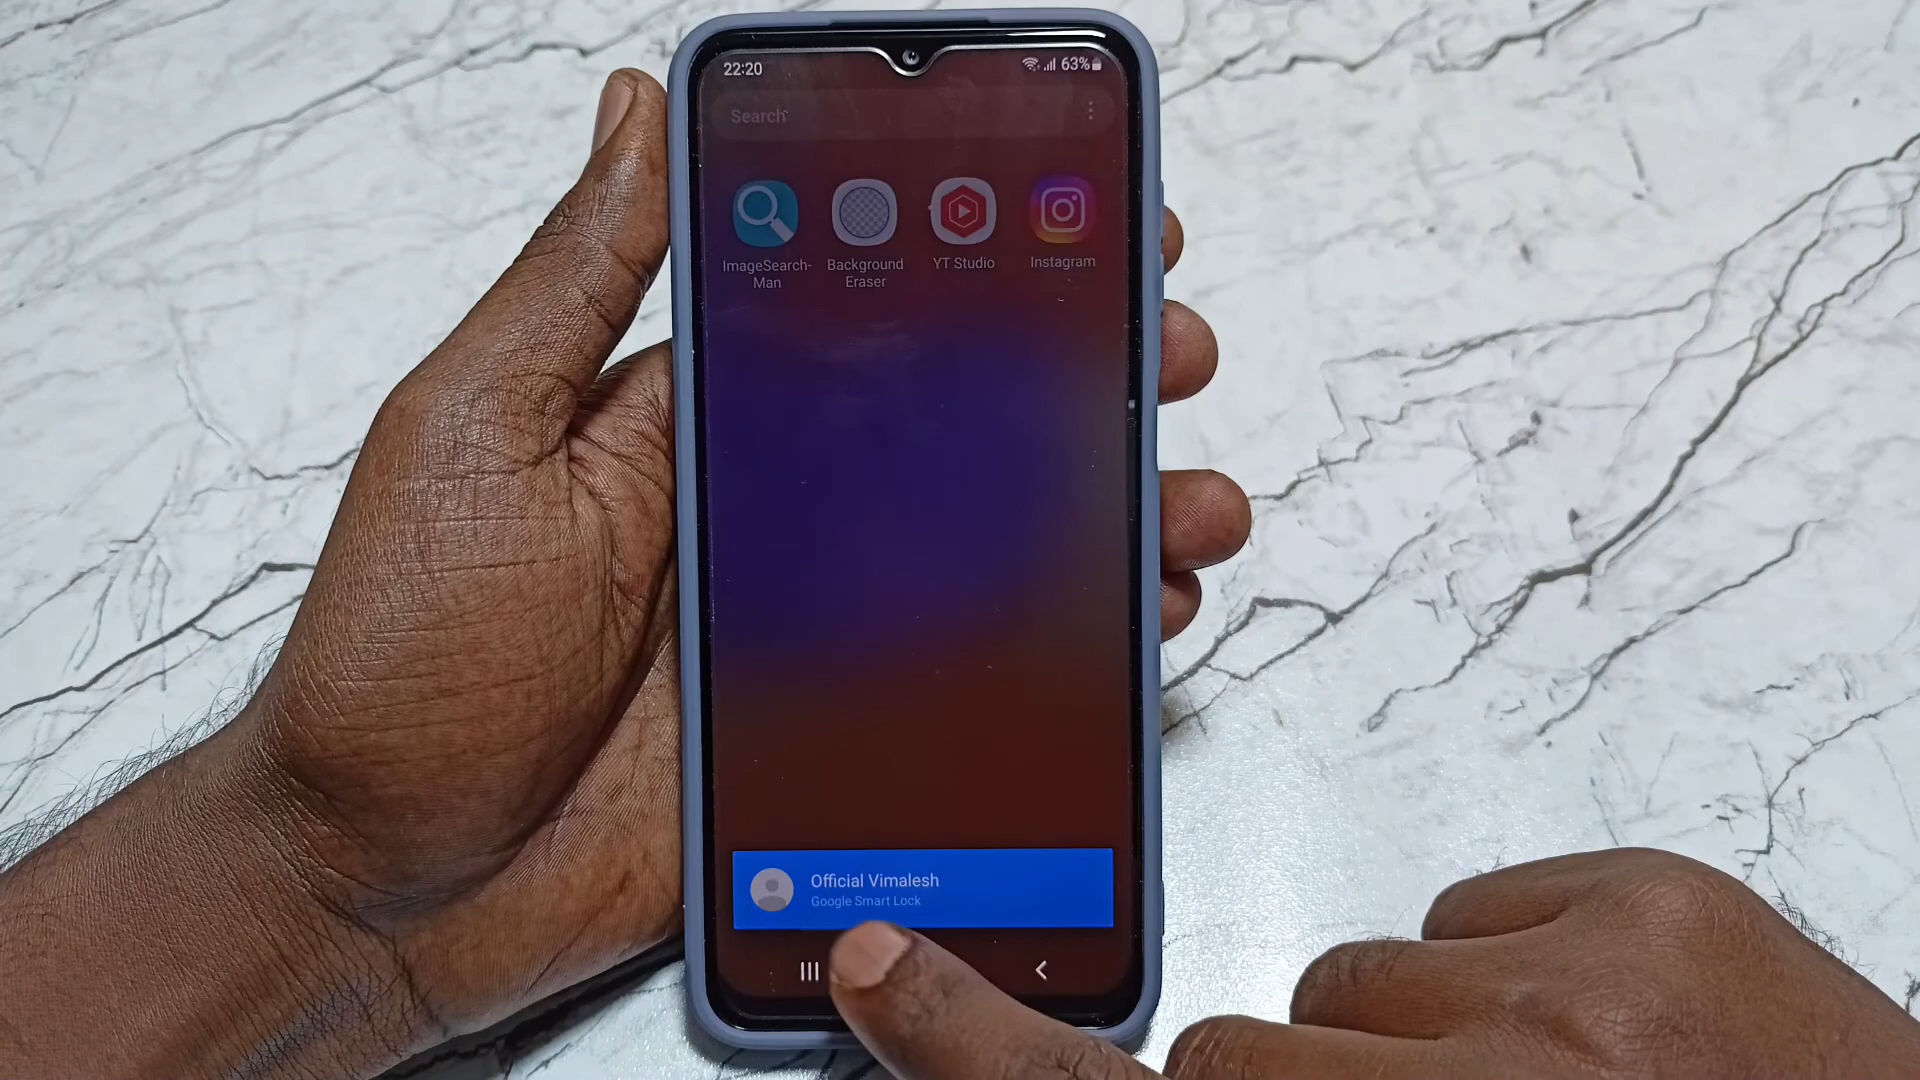 22:20
63%
Search
ImageSearch-
Man
Background
Eraser
YT Studio
Instagram
Official Vimalesh
Google Smart Lock